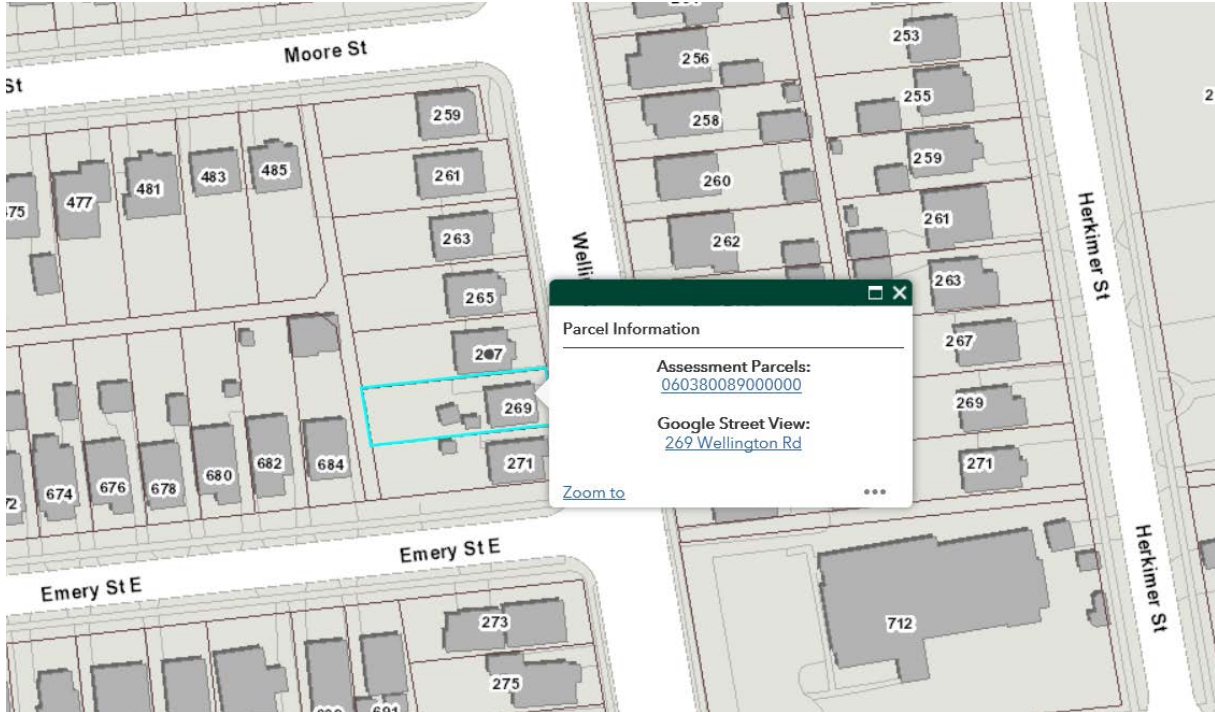 Moore St
St
253
256
255
259
258
477
481
483
485
261
260
259
263
262
261
Herkimer St
265
263
Parcel Information
267
Assessment Parcels:
060380089000000
269
269
Google Street View:
269 Wellington Rd
271
271
Zoom to
674
676
678
680
682
684
Emery St E
Emery St E
Herkimer St
273
712
275